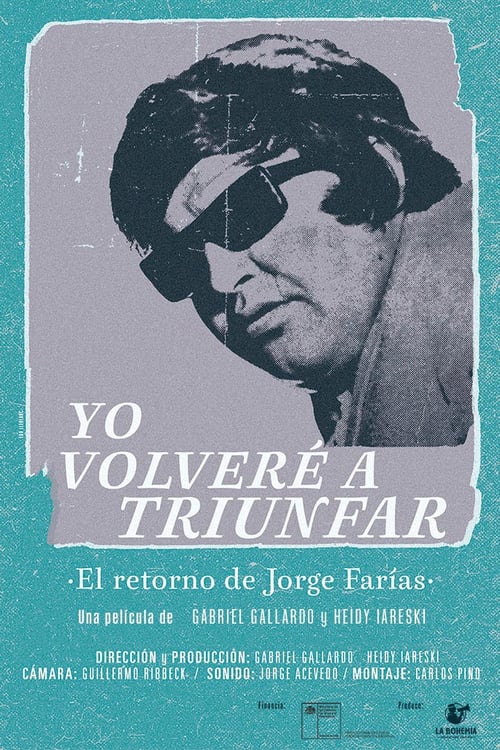 YO
VOLVERÉ A
TRIUNFAR
·El retorno de Jorge Farías·
Una película de GABRIEL GALLARDO y HEIDY IARESKI
DIRECCIÓN y PRODUCCIÓN: GABRIEL GALLARDO HEIDY IARESKI
CÁMARA: GUILLERMO RIBBECK / SONIDO: JORGE ACEVEDO / MONTAJE: CARLOS PINO
Financia: Produce:
LA BOHEMIA